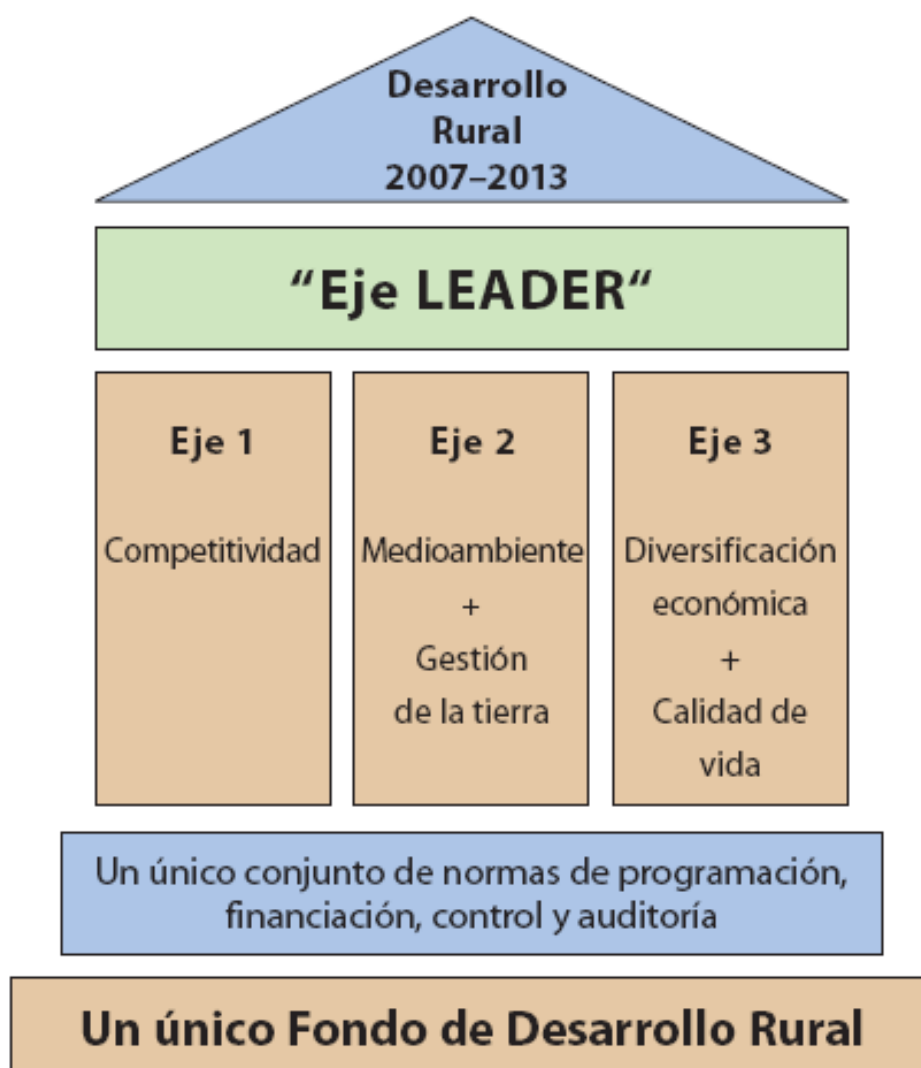 Desarrollo
Rural
2007–2013
“Eje LEADER“
Eje 1
Competitividad
Eje 2
Medioambiente
+
Gestión
de la tierra
Eje 3
Diversificación
económica
+
Calidad de
vida
Un único conjunto de normas de programación,
financiación, control y auditoría
Un único Fondo de Desarrollo Rural